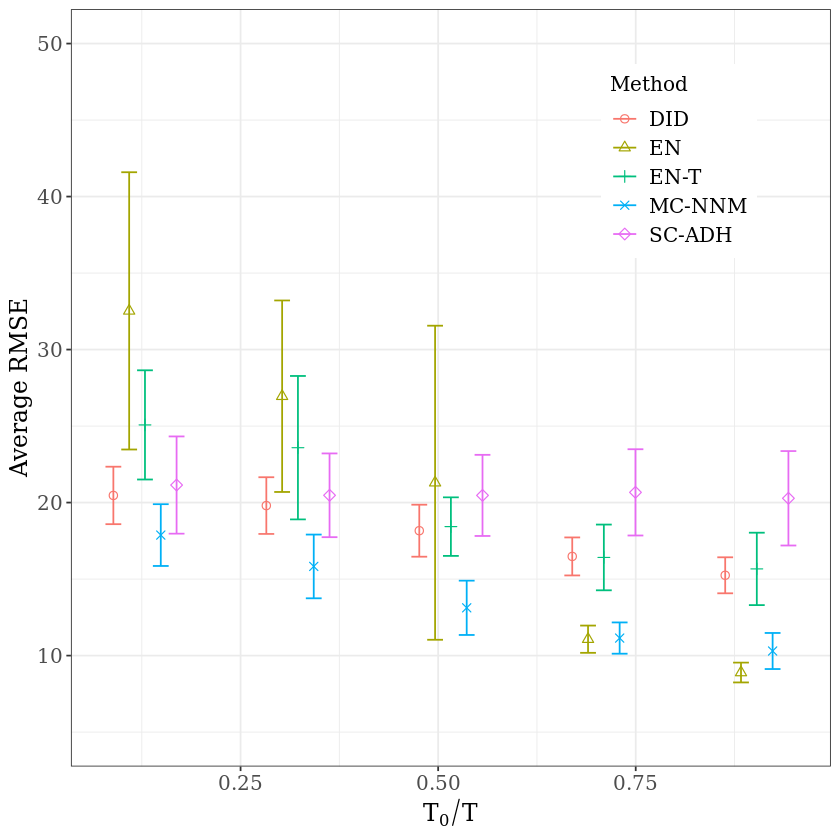 50
40
30
20
10
Average RMSE
Method
DID
EN
EN-T
MC-NNM
SC-ADH
0.25 0.50 0.75
T₀/T